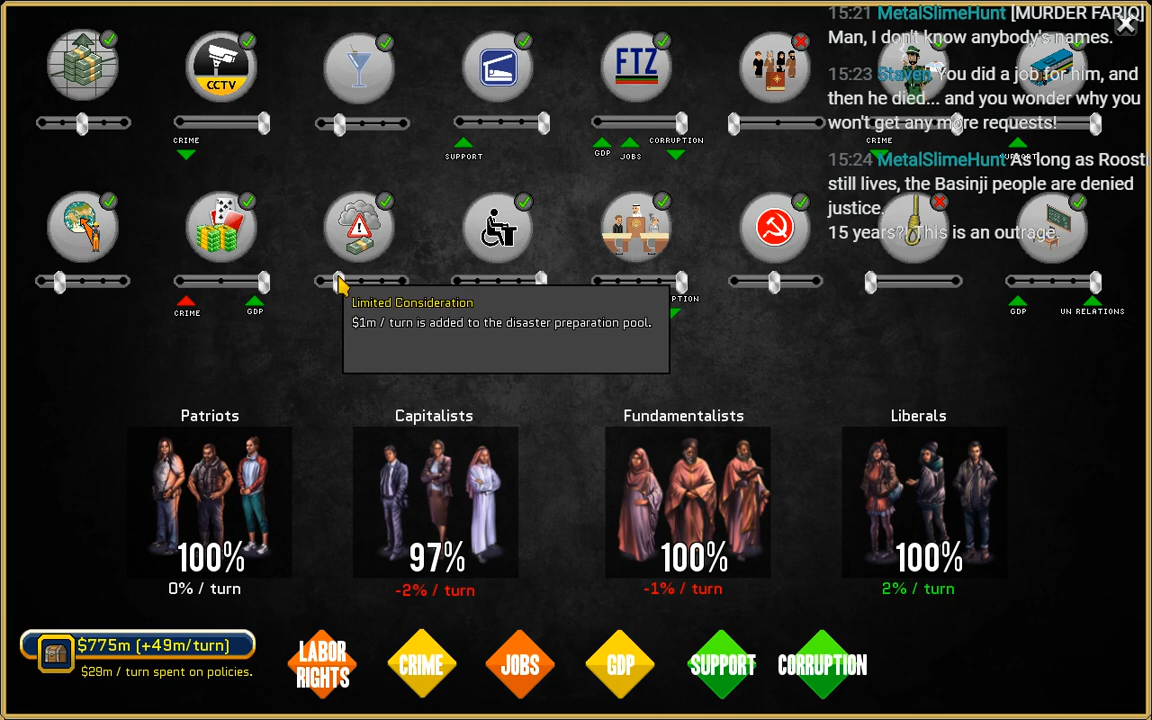 15:21 MetalSlimeHunt [MURDER FARIQ]
Man, I don't know anybody's names.
15:23 Staven You did a job for him, and
then he died... and you wonder why you
won't get any more requests!
15:24 MetalSlimeHunt As long as Roosti
still lives, the Basinji people are denied
justice.
15 years?! This is an outrage.
CCTV
FTZ
CRIME
SUPPORT
GDP
JOBS
CORRUPTION
CRIME
SUPPORT
CRIME
GDP
PTION
GDP
UN RELATIONS
Limited Consideration
$1m / turn is added to the disaster preparation pool.
Patriots
Capitalists
Fundamentalists
Liberals
100%
97%
100%
100%
0% / turn
-2% / turn
-1% / turn
2% / turn
$775m (+49m/turn)
$29m / turn spent on policies.
LABOR
RIGHTS
CRIME
JOBS
GDP
SUPPORT
CORRUPTION